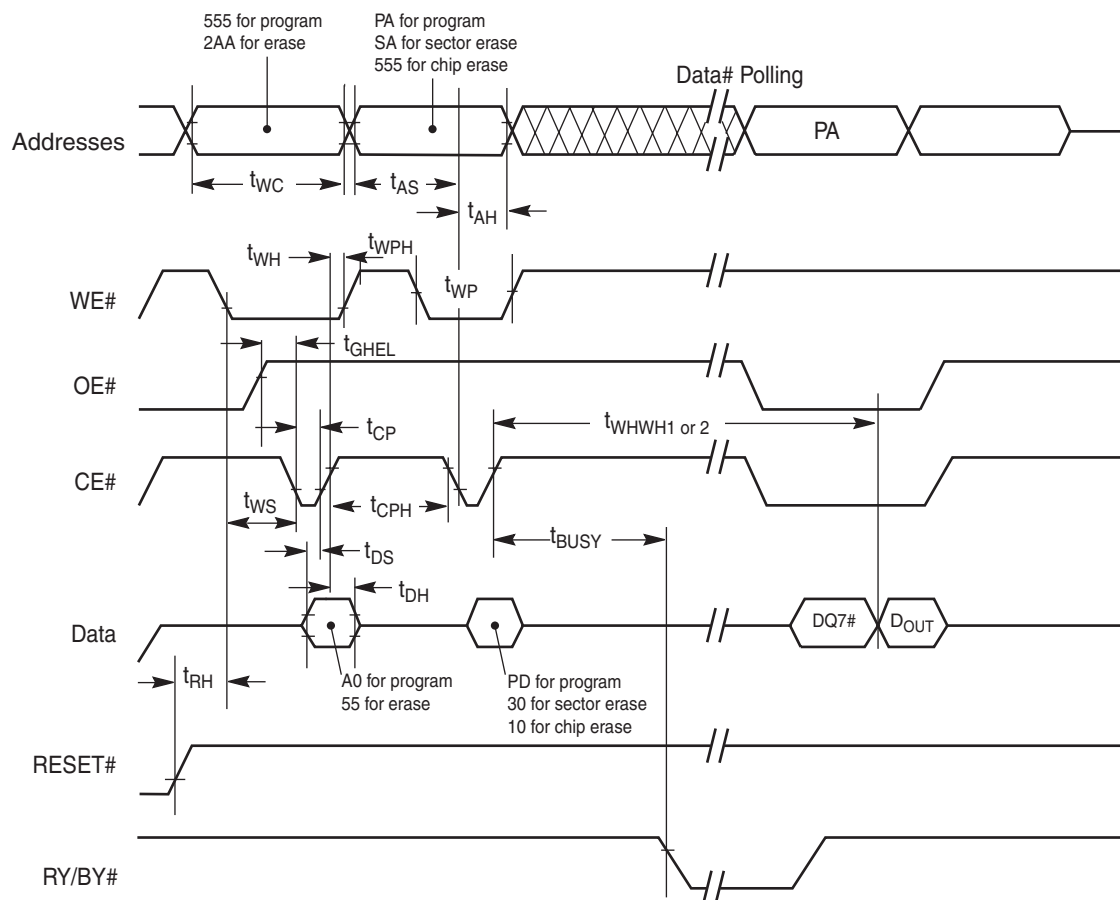 555 for program
2AA for erase
PA for program
SA for sector erase
555 for chip erase
Data# Polling
Addresses
PA
tWC
tAS
tAH
tWH
tWPH
WE#
tWP
tGHEL
OE#
tCP
tWHWH1 or 2
CE#
tWS
tCPH
tBUSY
tDS
tDH
Data
DQ7#
DOUT
tRH
A0 for program
55 for erase
PD for program
30 for sector erase
10 for chip erase
RESET#
RY/BY#